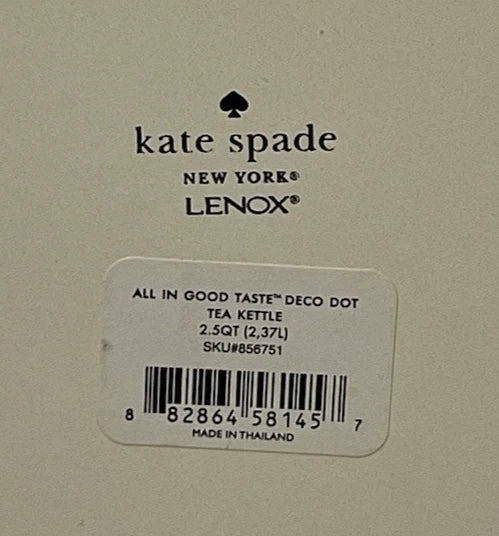 kate spade
NEW YORK®
LENOX®
ALL IN GOOD TASTE™ DECO DOT
TEA KETTLE
2.5QT (2,37L)
SKU#856751
8 82864 58145 7
MADE IN THAILAND